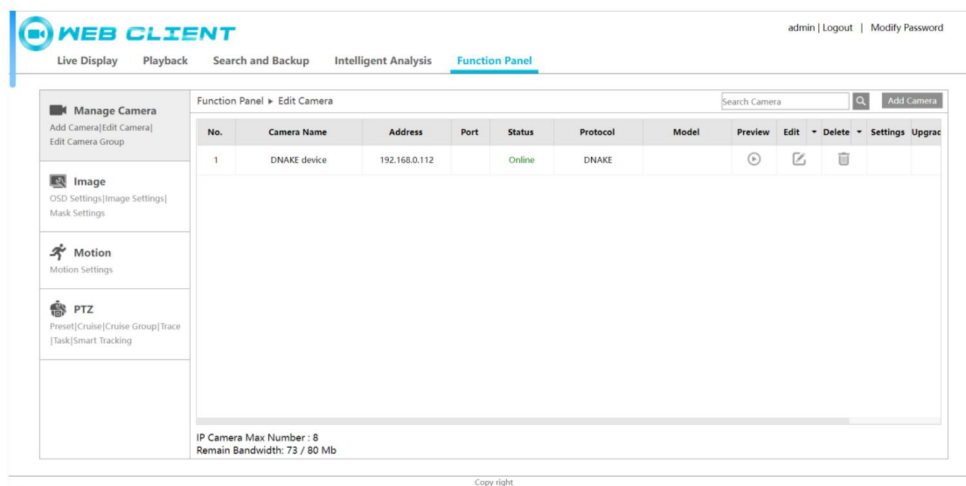 WEB CLIENT
admin | Logout | Modify Password
Live Display Playback Search and Backup Intelligent Analysis Function Panel
Manage Camera
Add Camera|Edit Camera|
Edit Camera Group
Image
OSD Settings|Image Settings|
Mask Settings
Motion
Motion Settings
PTZ
Preset|Cruise|Cruise Group|Trace
|Task|Smart Tracking
Function Panel ▸ Edit Camera
Search Camera
Add Camera
No. Camera Name Address Port Status Protocol Model Preview Edit Delete Settings Upgrac
1 DNAKE device 192.168.0.112 Online DNAKE
IP Camera Max Number : 8
Remain Bandwidth: 73 / 80 Mb
Copy right